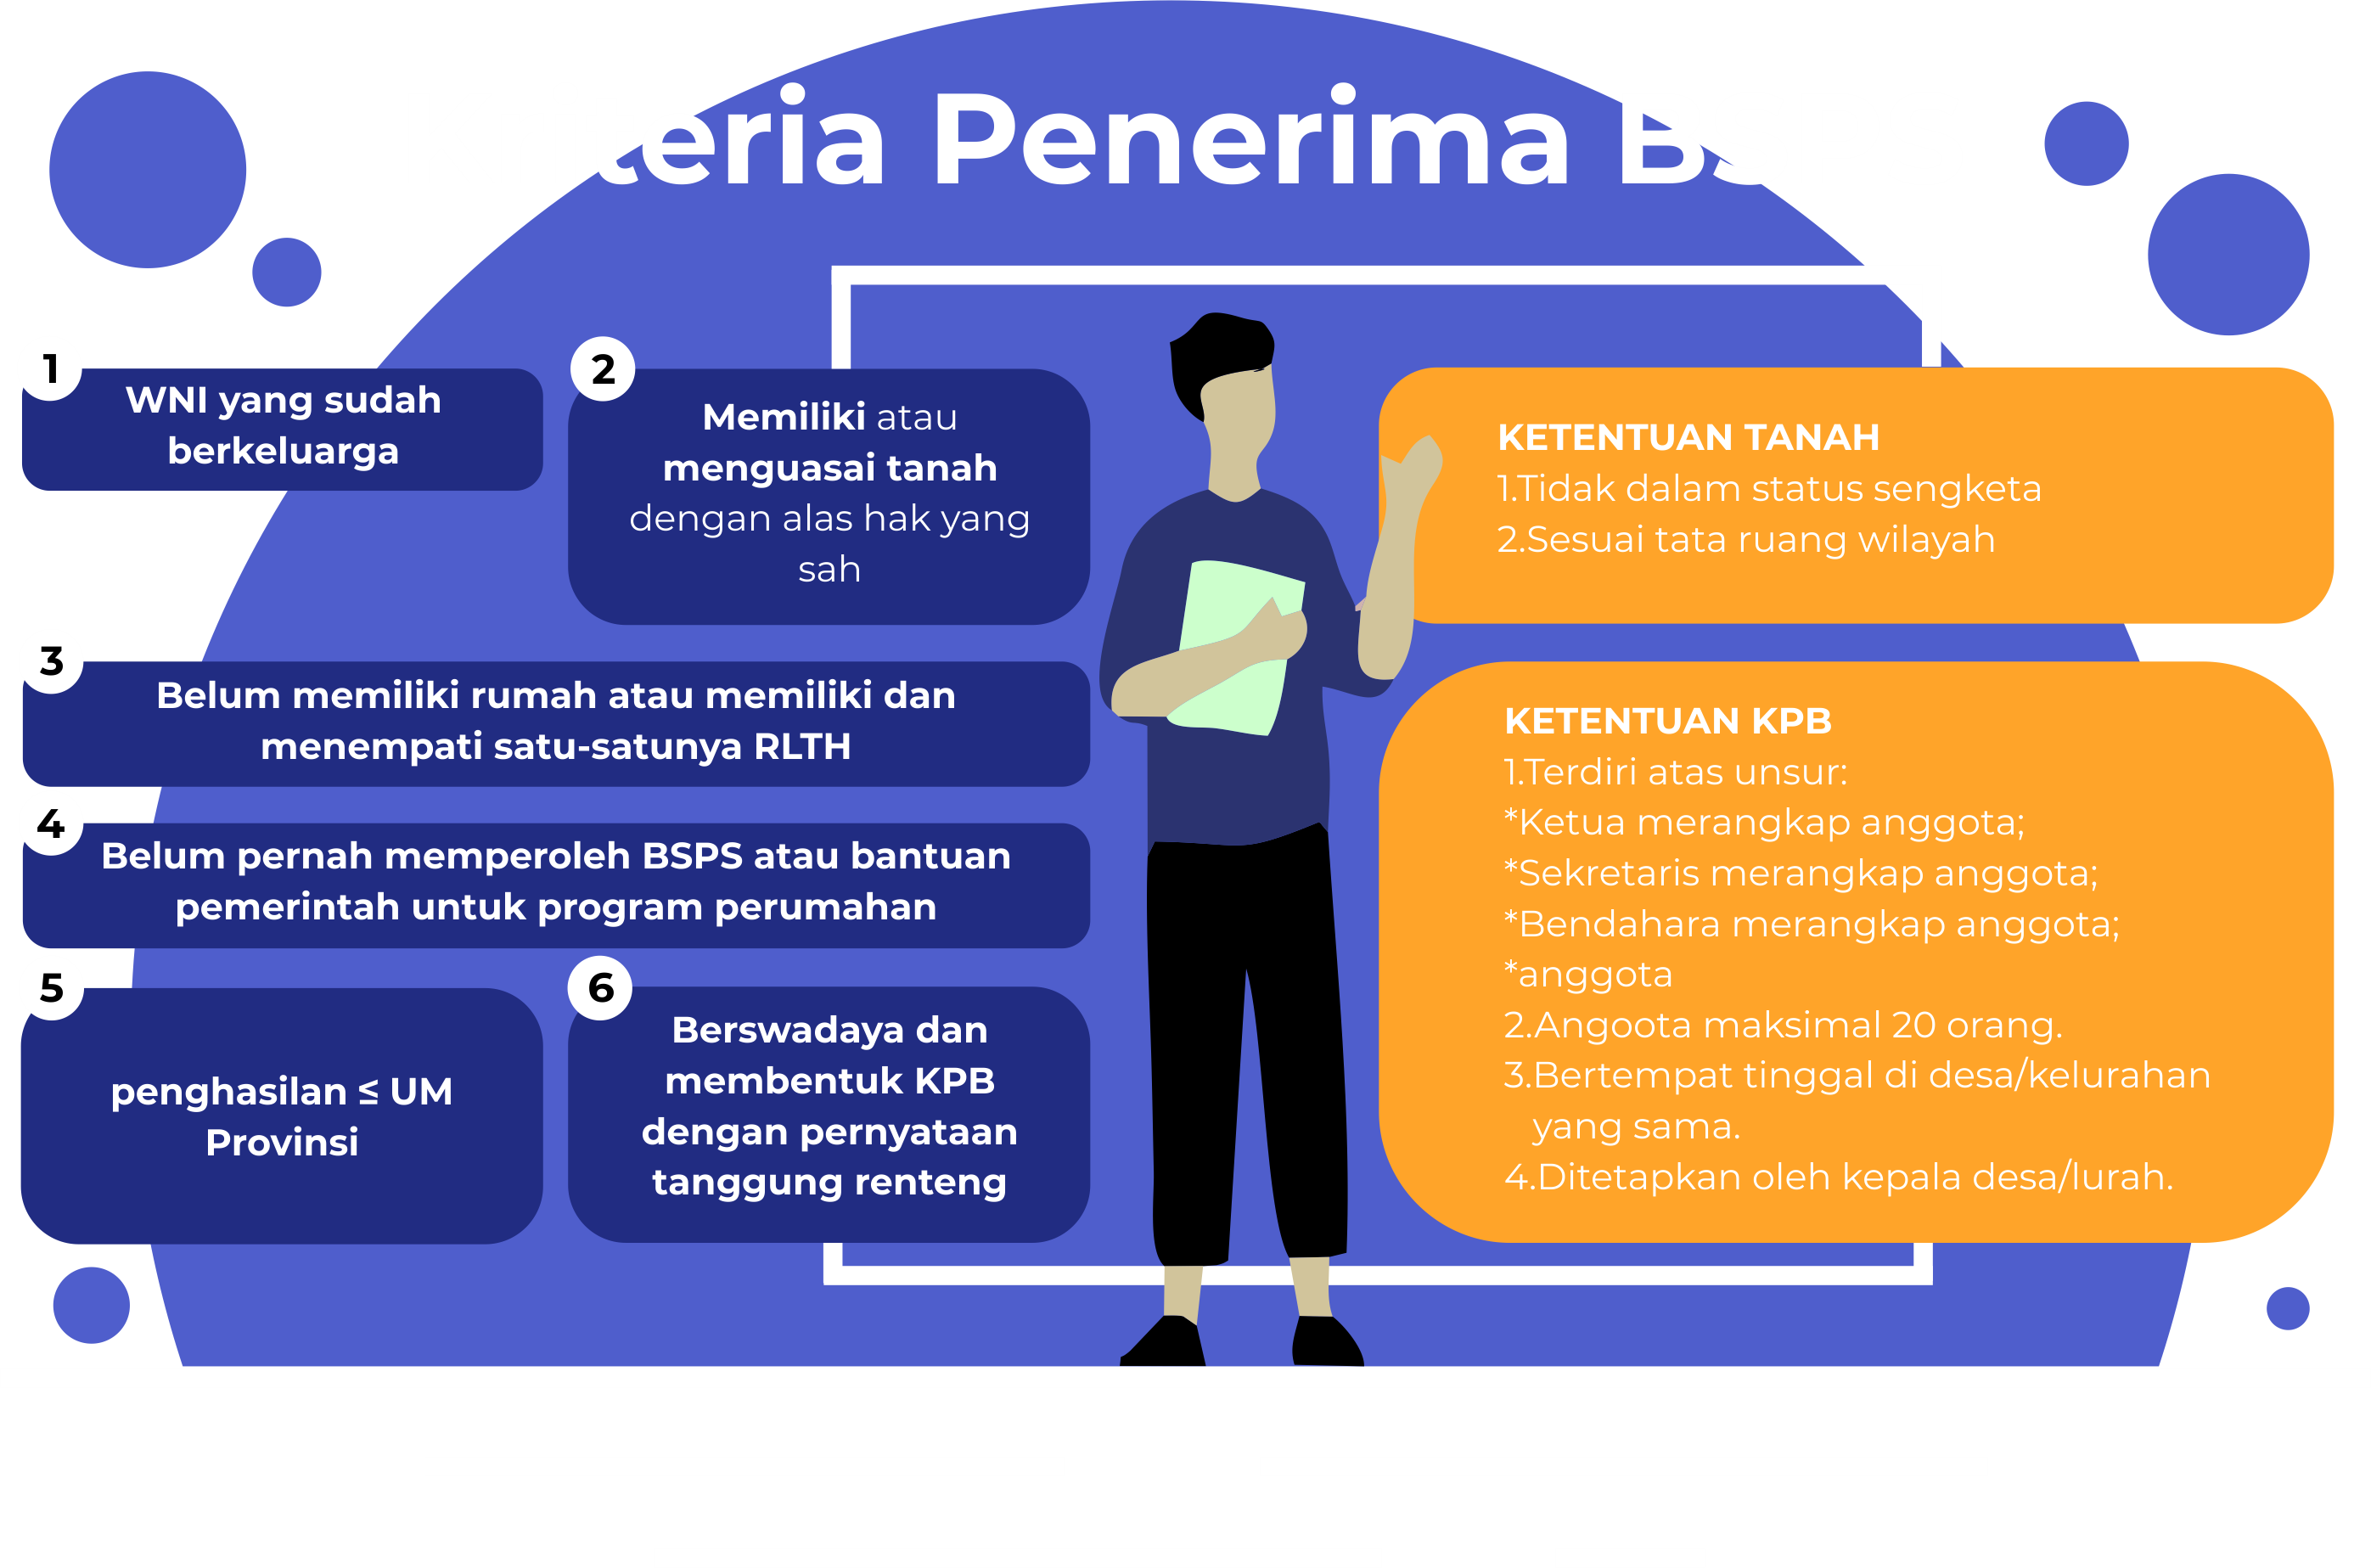 Penerima
1
WNI yang sudah
berkeluarga
2
Memiliki atau
menguasai tanah
dengan alas hak yang
sah
KETENTUAN TANAH
1.Tidak dalam status sengketa
2.Sesuai tata ruang wilayah
3
Belum memiliki rumah atau memiliki dan
menempati satu-satunya RLTH
4
Belum pernah memperoleh BSPS atau bantuan
pemerintah untuk program perumahan
5
penghasilan ≤ UM
Provinsi
6
Berswadaya dan
membentuk KPB
dengan pernyataan
tanggung renteng
KETENTUAN KPB
1.Terdiri atas unsur:
*Ketua merangkap anggota;
*Sekretaris merangkap anggota;
*Bendahara merangkap anggota;
*anggota
2.Angoota maksimal 20 orang.
3.Bertempat tinggal di desa/kelurahan
yang sama.
4.Ditetapkan oleh kepala desa/lurah.